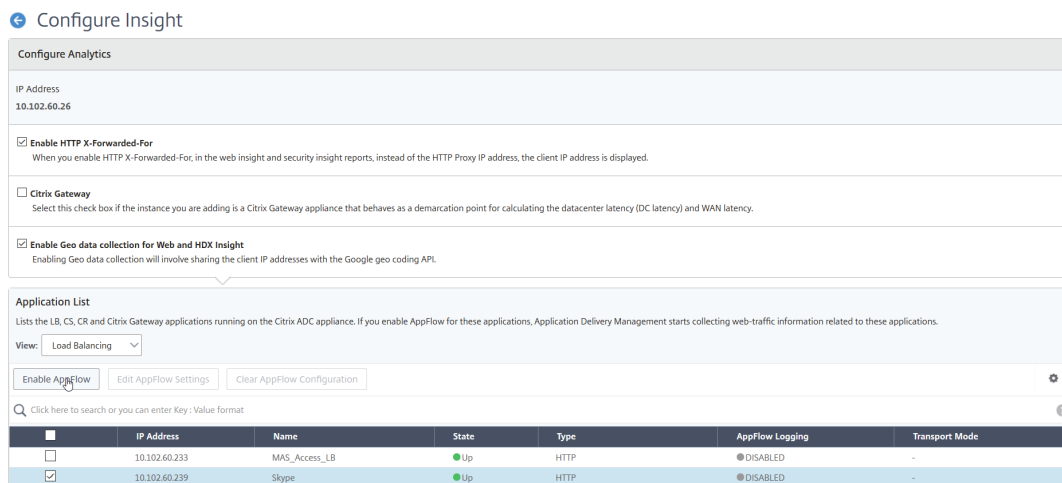 Configure Insight
Configure Analytics
IP Address
10.102.60.26
Enable HTTP X-Forwarded-For
When you enable HTTP X-Forwarded-For, in the web insight and security insight reports, instead of the HTTP Proxy IP address, the client IP address is displayed.
Citrix Gateway
Select this check box if the instance you are adding is a Citrix Gateway appliance that behaves as a demarcation point for calculating the datacenter latency (DC latency) and WAN latency.
Enable Geo data collection for Web and HDX Insight
Enabling Geo data collection will involve sharing the client IP addresses with the Google geo coding API.
Application List
Lists the LB, CS, CR and Citrix Gateway applications running on the Citrix ADC appliance. If you enable AppFlow for these applications, Application Delivery Management starts collecting web-traffic information related to these applications.
View: Load Balancing
Enable AppFlow Edit AppFlow Settings Clear AppFlow Configuration
Click here to search or you can enter Key : Value format
IP Address Name State Type AppFlow Logging Transport Mode
10.102.60.233 MAS_Access_LB Up HTTP DISABLED -
10.102.60.239 Skype Up HTTP DISABLED -